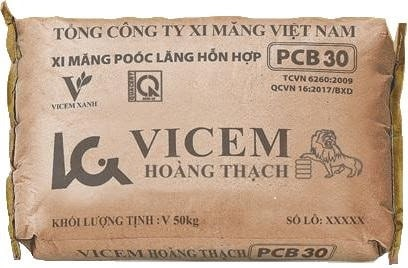 TỔNG CÔNG TY XI MĂNG VIỆT NAM
XI MĂNG POÓC LĂNG HỖN HỢP PCB 30
TCVN 6260:2009
QCVN 16:2017/BXD
VICEM XANH
QUACERT
VICEM
HOÀNG THẠCH
KHỐI LƯỢNG TỊNH : V 50kg
SỐ LÔ: XXXXX
VICEM HOÀNG THẠCH PCB 30